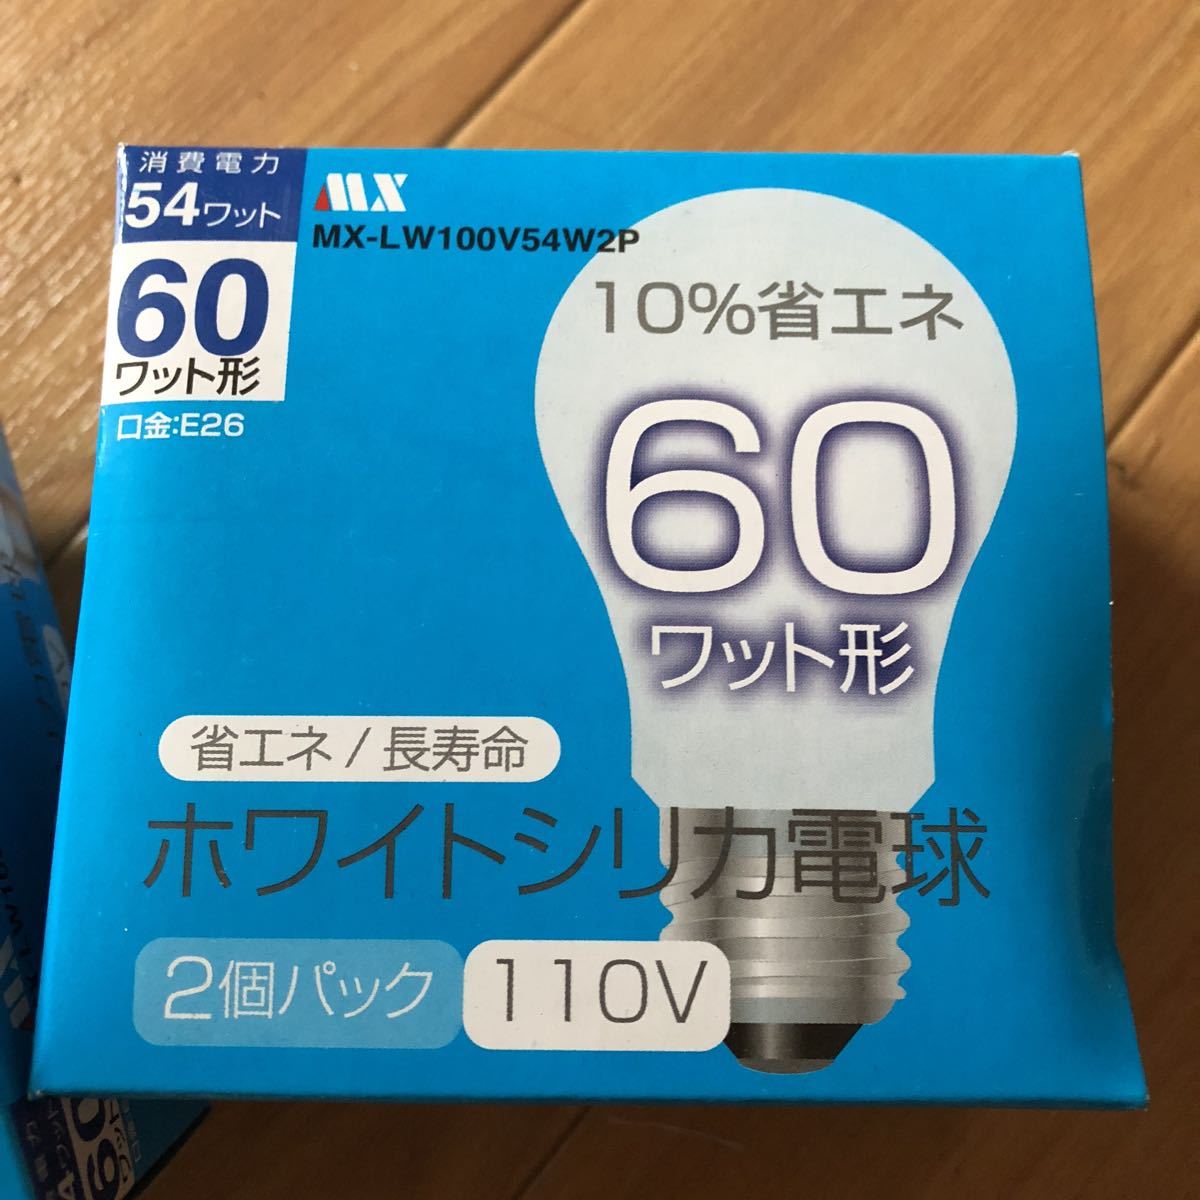 消費電力
54ワット
60
ワット形
口金:E26
MX
MX-LW100V54W2P
10%省エネ
60
ワット形
省エネ/長寿命
ホワイトシリカ電球
2個パック
110V